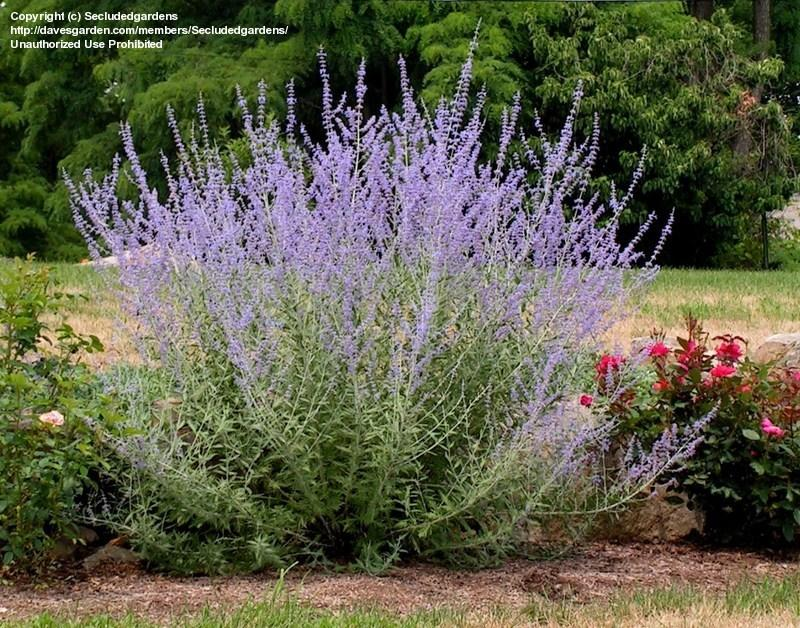 Copyright (c) Secludedgardens
http://davesgarden.com/members/Secludedgardens/
Unauthorized Use Prohibited